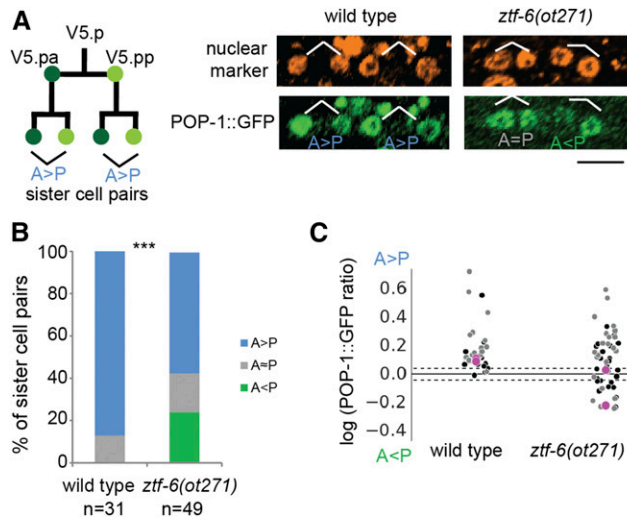 A
V5.p
V5.pa
V5.pp
A>P
A>P
sister cell pairs
wild type
ztf-6(ot271)
nuclear
marker
POP-1::GFP
A>P
A>P
A=P
A<P
B
% of sister cell pairs
100
80
60
40
20
0
***
A>P
A≈P
A<P
wild type
ztf-6(ot271)
n=31
n=49
C
A>P
log (POP-1::GFP ratio)
0.6
0.4
0.2
0.0
−0.2
−0.4
A<P
wild type
ztf-6(ot271)